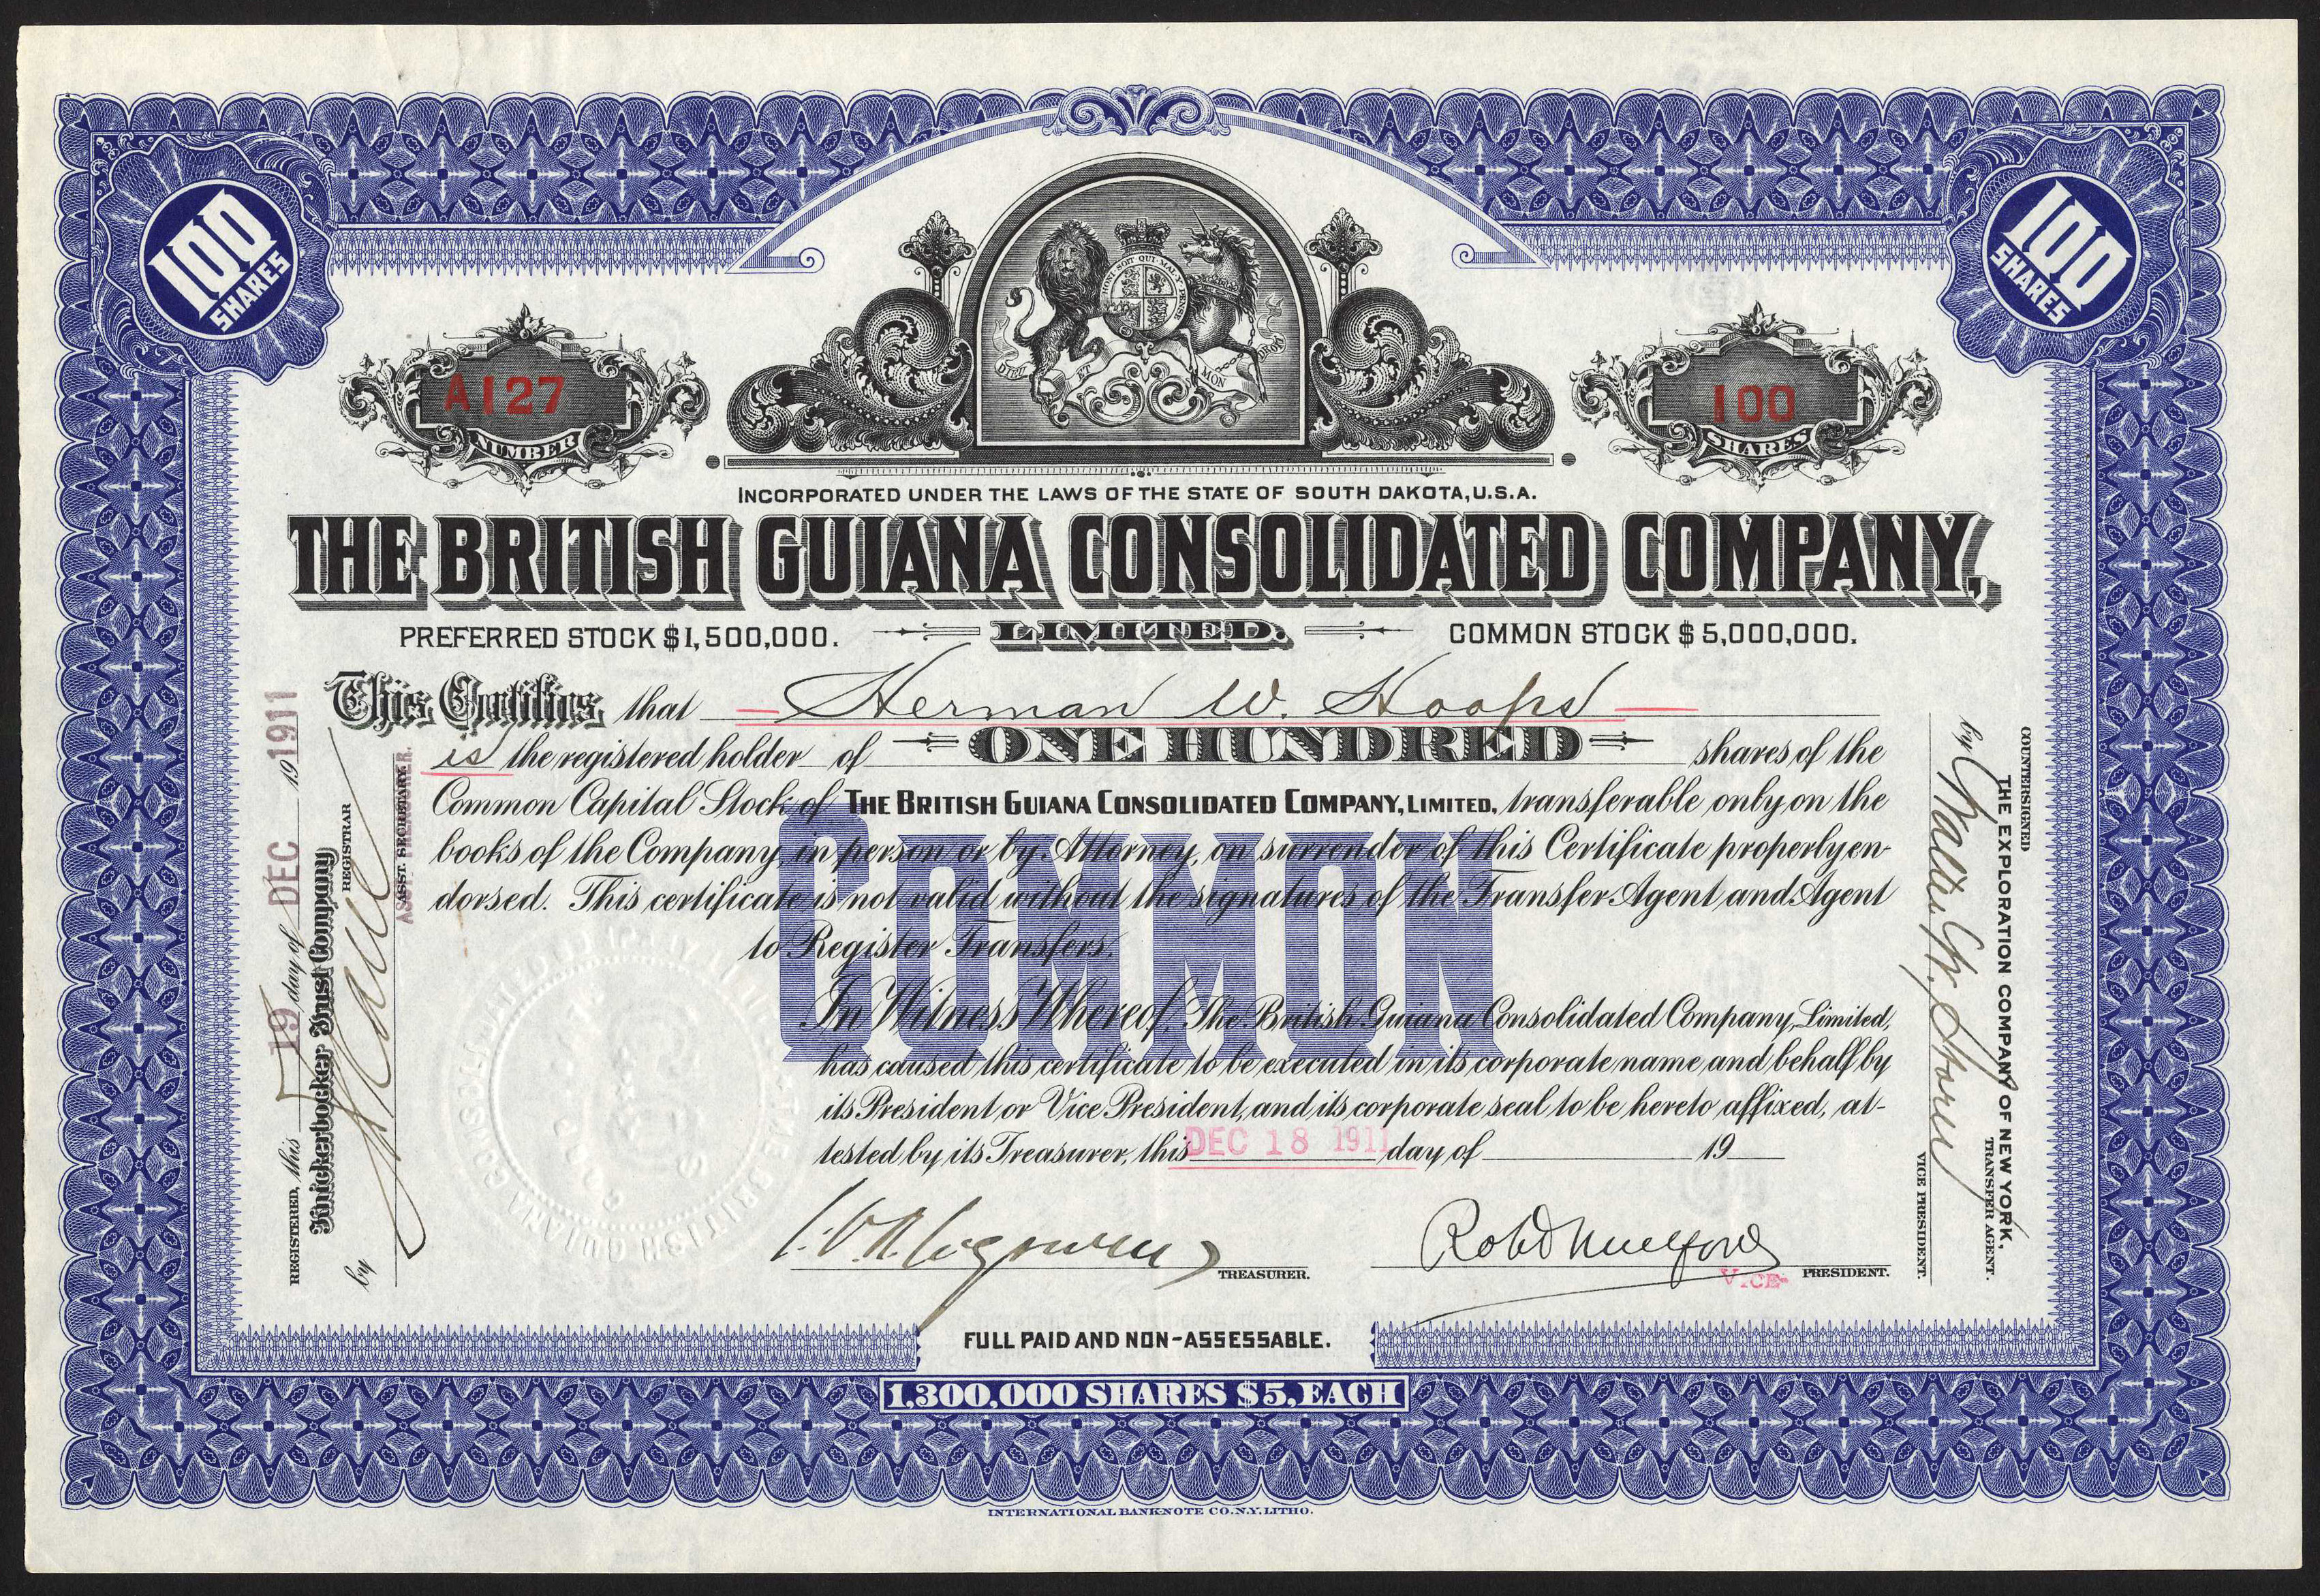 100
SHARES
100
SHARES
HONI SOIT QUI MAL Y PENSE
DIEU ET MON DROIT
A127
NUMBER
100
SHARES
INCORPORATED UNDER THE LAWS OF THE STATE OF SOUTH DAKOTA, U.S.A.
THE BRITISH GUIANA CONSOLIDATED COMPANY,
LIMITED.
PREFERRED STOCK $1,500,000.
COMMON STOCK $5,000,000.
This Certifies that Herman W. Hoops
is the registered holder of ONE HUNDRED shares of the
Common Capital Stock of THE BRITISH GUIANA CONSOLIDATED COMPANY, LIMITED, transferable only on the
books of the Company in person or by Attorney, on surrender of this Certificate properly en-
dorsed. This certificate is not valid without the signatures of the Transfer Agent and Agent
to Register Transfers.
COMMON
In Witness Whereof, The British Guiana Consolidated Company, Limited,
has caused this certificate to be executed in its corporate name and behalf by
its President or Vice President, and its corporate seal to be hereto affixed, at-
tested by its Treasurer, this DEC 18 1911 day of 19
TREASURER.
VICE- PRESIDENT.
FULL PAID AND NON-ASSESSABLE.
1,300,000 SHARES $5, EACH
INTERNATIONAL BANKNOTE CO. N.Y. LITHO.
REGISTERED, this 19 day of DEC 191911
Knickerbocker Trust Company
REGISTRAR
by
ASST. SECRETARY
ASST. TREASURER.
COUNTERSIGNED
THE EXPLORATION COMPANY OF NEW YORK,
TRANSFER AGENT.
by Walter
VICE PRESIDENT.